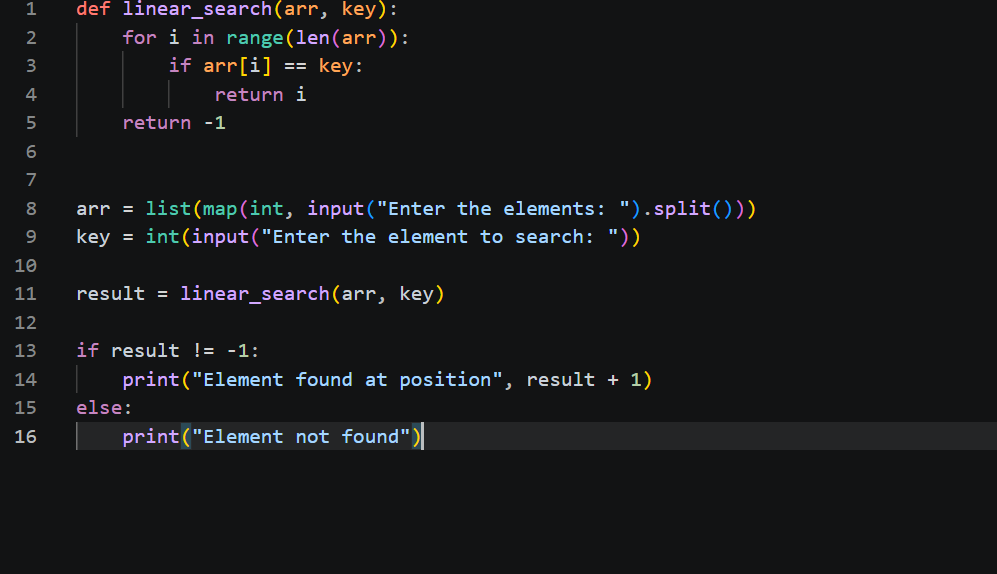 1 def linear_search(arr, key):
2     for i in range(len(arr)):
3         if arr[i] == key:
4             return i
5     return -1
6
7
8 arr = list(map(int, input("Enter the elements: ").split()))
9 key = int(input("Enter the element to search: "))
10
11 result = linear_search(arr, key)
12
13 if result != -1:
14     print("Element found at position", result + 1)
15 else:
16     print("Element not found")